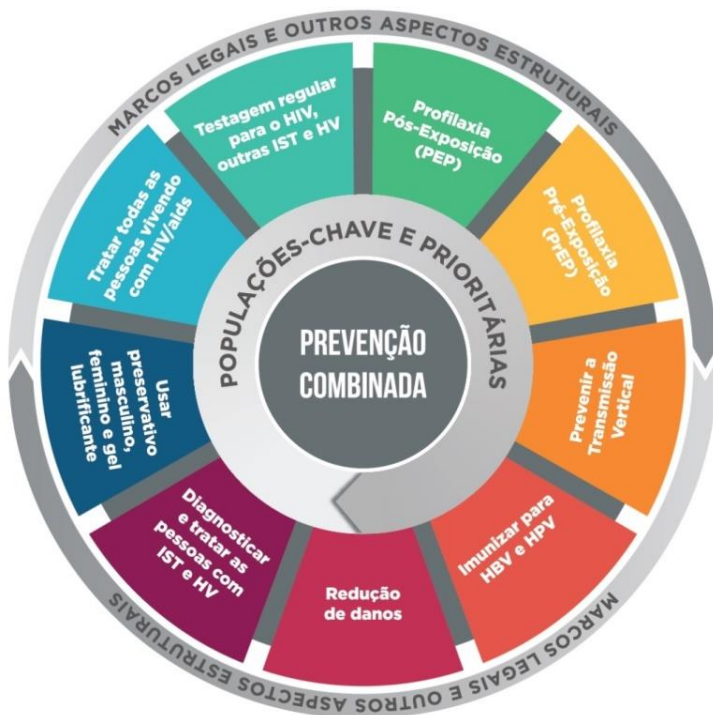 MARCOS LEGAIS E OUTROS ASPECTOS ESTRUTURAIS
Testagem regular
para o HIV,
outras IST e HV
Profilaxia
Pós-Exposição
(PEP)
Profilaxia
Pré-Exposição
(PrEP)
Prevenir a
Transmissão
Vertical
Imunizar para
HBV e HPV
Redução
de danos
Diagnosticar
e tratar as
pessoas com
IST e HV
Usar
preservativo
masculino,
feminino e gel
lubrificante
Tratar todas as
pessoas vivendo
com HIV/aids
POPULAÇÕES-CHAVE E PRIORITÁRIAS
PREVENÇÃO
COMBINADA
MARCOS LEGAIS E OUTROS ASPECTOS ESTRUTURAIS